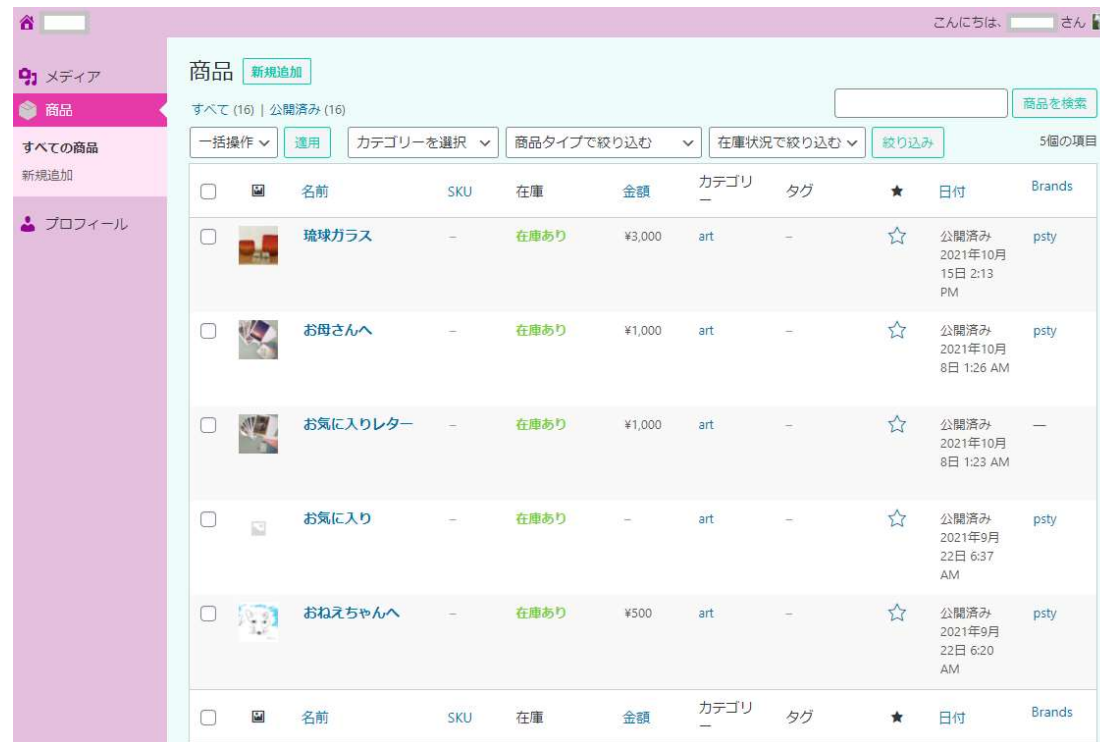 こんにちは、 さん
メディア
商品
すべての商品
新規追加
プロフィール
商品 新規追加
すべて (16) | 公開済み (16)
商品を検索
一括操作 適用 カテゴリーを選択 商品タイプで絞り込む 在庫状況で絞り込む 絞り込み 5個の項目
名前 SKU 在庫 金額 カテゴリ
ー タグ ★ 日付 Brands
琉球ガラス – 在庫あり ¥3,000 art – ☆ 公開済み psty
2021年10月
15日 2:13
PM
お母さんへ – 在庫あり ¥1,000 art – ☆ 公開済み psty
2021年10月
8日 1:26 AM
お気に入りレター – 在庫あり ¥1,000 art – ☆ 公開済み —
2021年10月
8日 1:23 AM
お気に入り – 在庫あり – art – ☆ 公開済み psty
2021年9月
22日 6:37
AM
おねえちゃんへ – 在庫あり ¥500 art – ☆ 公開済み psty
2021年9月
22日 6:20
AM
名前 SKU 在庫 金額 カテゴリ
ー タグ ★ 日付 Brands